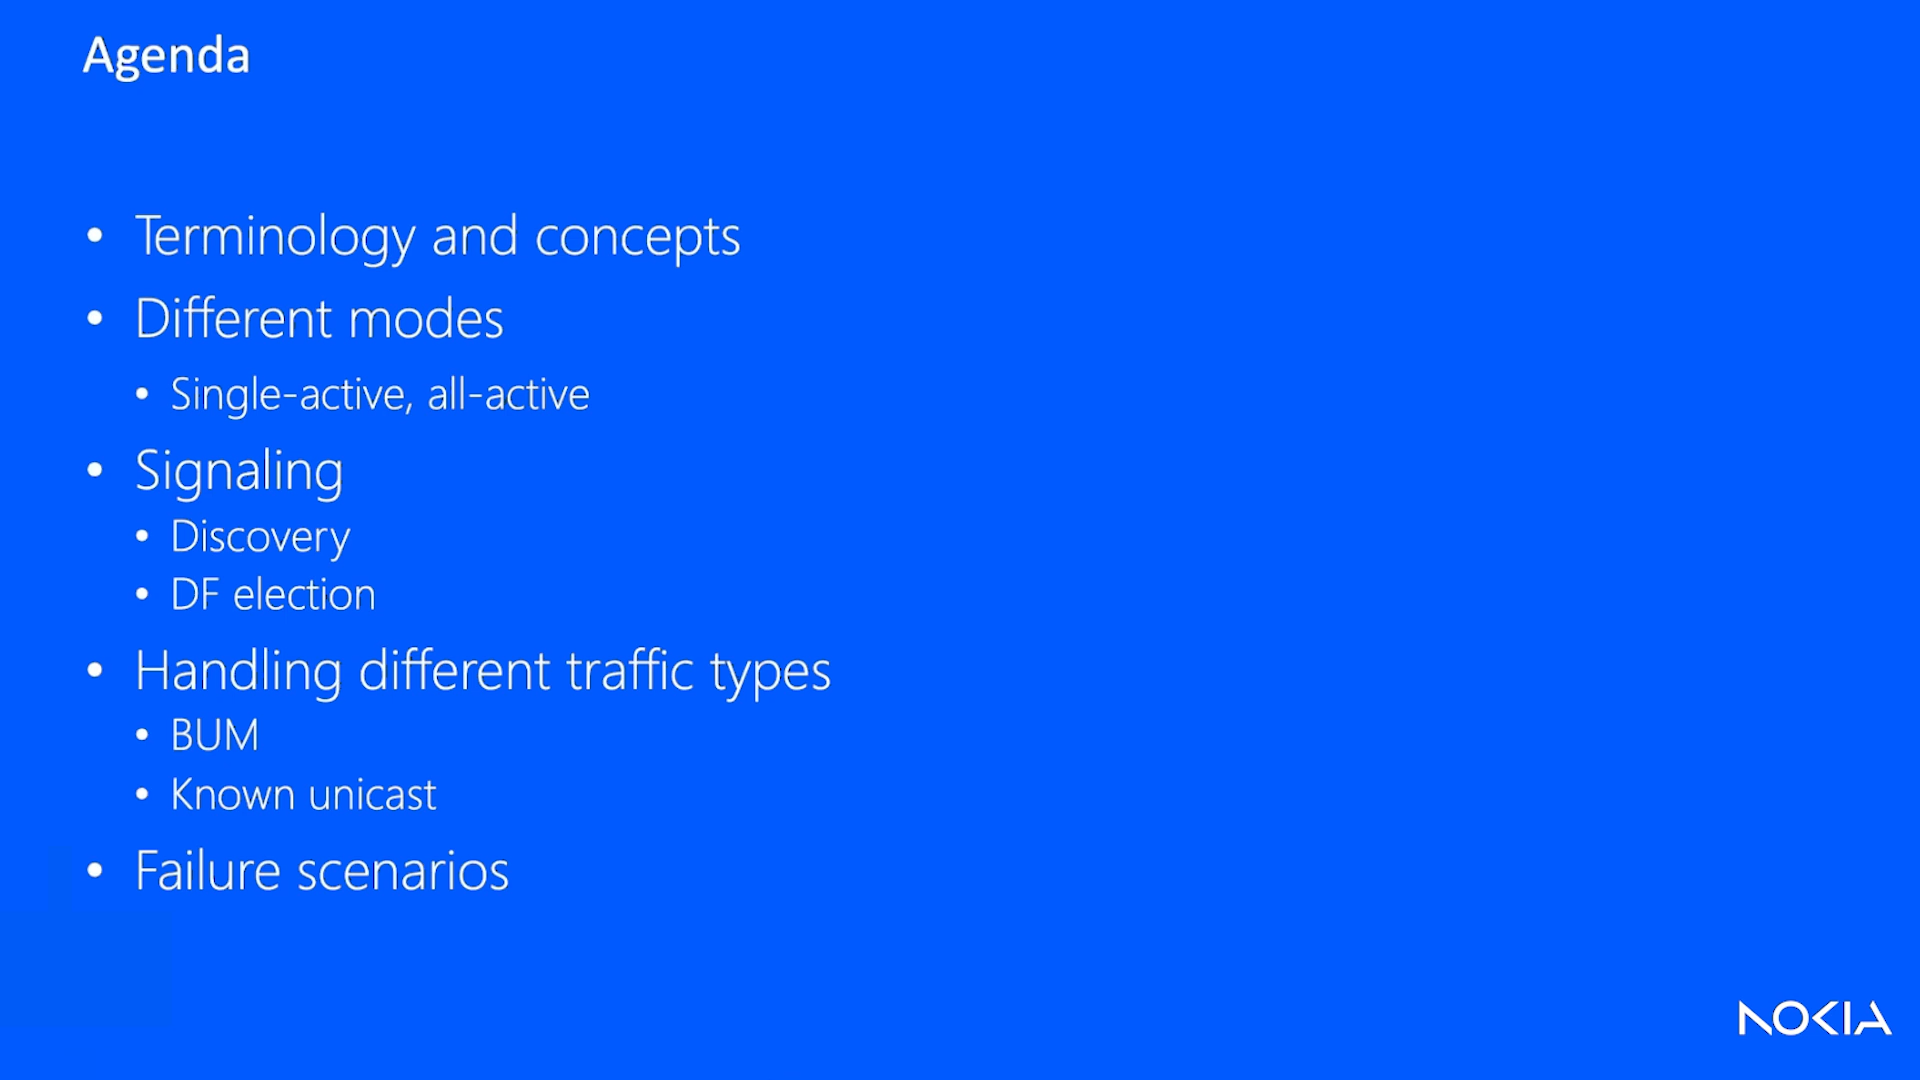 Agenda
• Terminology and concepts
• Different modes
• Single-active, all-active
• Signaling
• Discovery
• DF election
• Handling different traffic types
• BUM
• Known unicast
• Failure scenarios
NOKIA